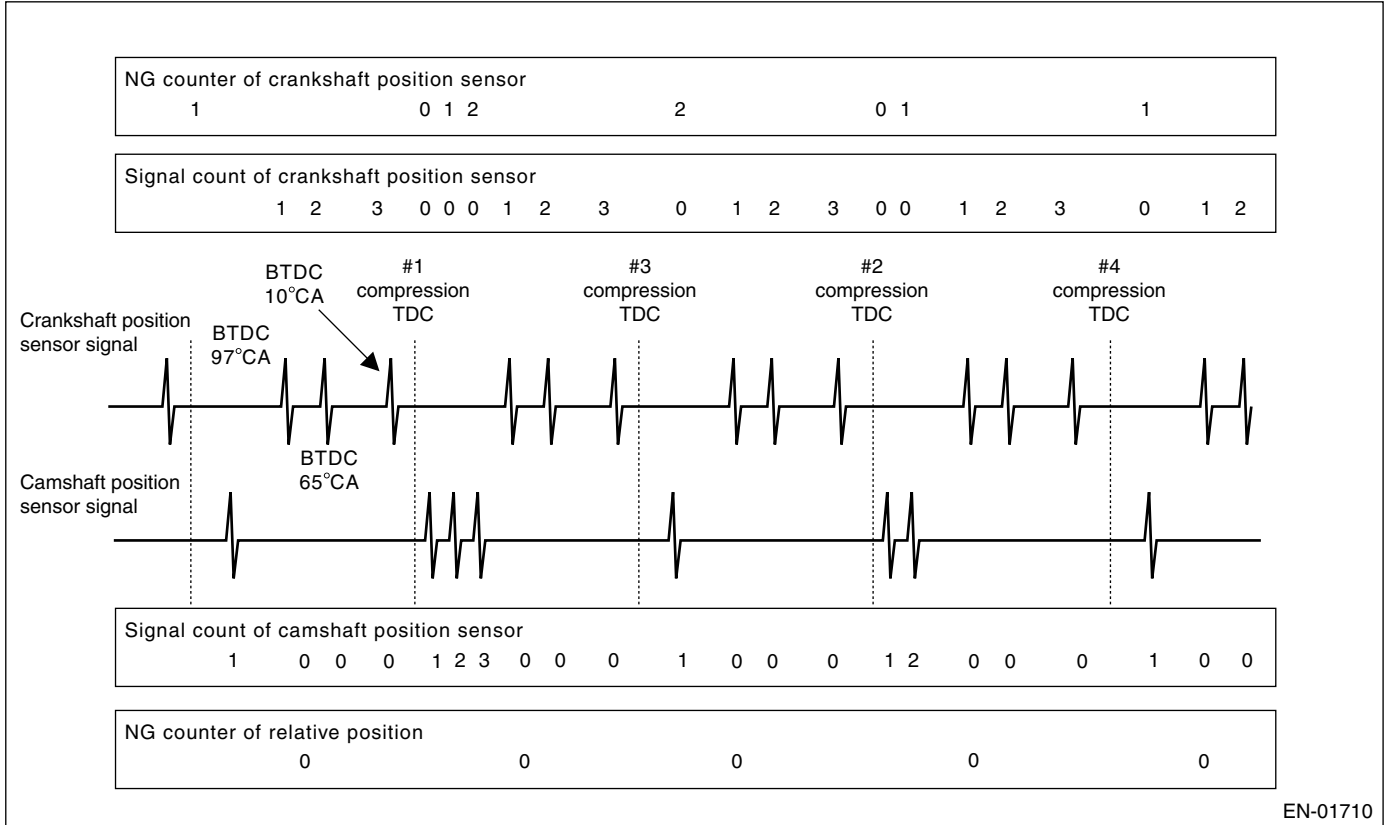 NG counter of crankshaft position sensor
1 0 1 2 2 0 1 1
Signal count of crankshaft position sensor
1 2 3 0 0 0 1 2 3 0 1 2 3 0 0 1 2 3 0 1 2
BTDC
10°CA
#1
compression
TDC
#3
compression
TDC
#2
compression
TDC
#4
compression
TDC
Crankshaft position
sensor signal
BTDC
97°CA
BTDC
65°CA
Camshaft position
sensor signal
Signal count of camshaft position sensor
1 0 0 0 1 2 3 0 0 0 1 0 0 0 1 2 0 0 0 1 0 0
NG counter of relative position
0 0 0 0 0
EN-01710